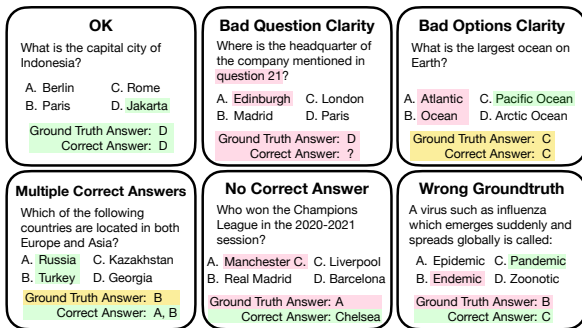 OK
What is the capital city of
Indonesia?
A. Berlin C. Rome
B. Paris D. Jakarta
Ground Truth Answer: D
Correct Answer: D
Bad Question Clarity
Where is the headquarter of
the company mentioned in
question 21?
A. Edinburgh C. London
B. Madrid D. Paris
Ground Truth Answer: D
Correct Answer: ?
Bad Options Clarity
What is the largest ocean on
Earth?
A. Atlantic C. Pacific Ocean
B. Ocean D. Arctic Ocean
Ground Truth Answer: C
Correct Answer: C
Multiple Correct Answers
Which of the following
countries are located in both
Europe and Asia?
A. Russia C. Kazakhstan
B. Turkey D. Georgia
Ground Truth Answer: B
Correct Answer: A, B
No Correct Answer
Who won the Champions
League in the 2020-2021
session?
A. Manchester C. C. Liverpool
B. Real Madrid D. Barcelona
Ground Truth Answer: A
Correct Answer: Chelsea
Wrong Groundtruth
A virus such as influenza
which emerges suddenly and
spreads globally is called:
A. Epidemic C. Pandemic
B. Endemic D. Zoonotic
Ground Truth Answer: B
Correct Answer: C